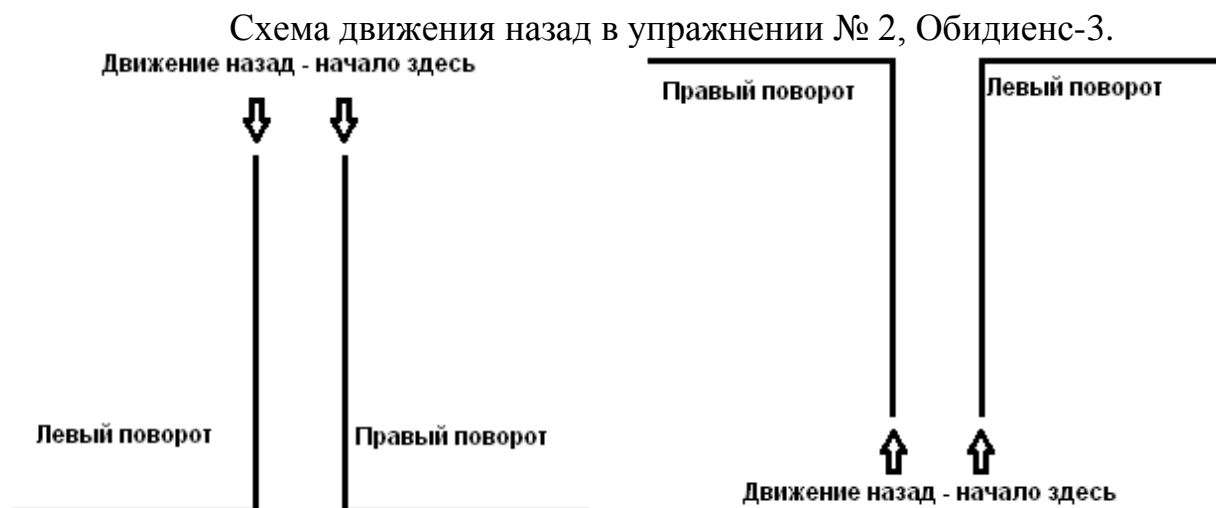 Схема движения назад в упражнении № 2, Обидиенс-3.
Движение назад - начало здесь
Левый поворот
Правый поворот
Правый поворот
Левый поворот
Движение назад - начало здесь